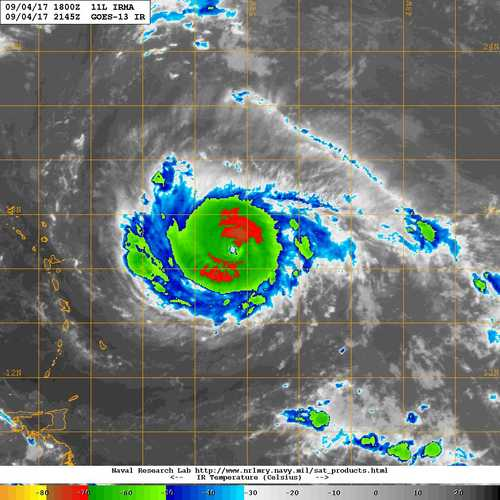 09/04/17 1800Z 11L IRMA
09/04/17 2145Z GOES-13 IR
Naval Research Lab http://www.nrlmry.navy.mil/sat_products.html
<-- IR Temperature (Celsius) -->
-80 -70 -60 -50 -40 -30 -20 -10 0 10 20